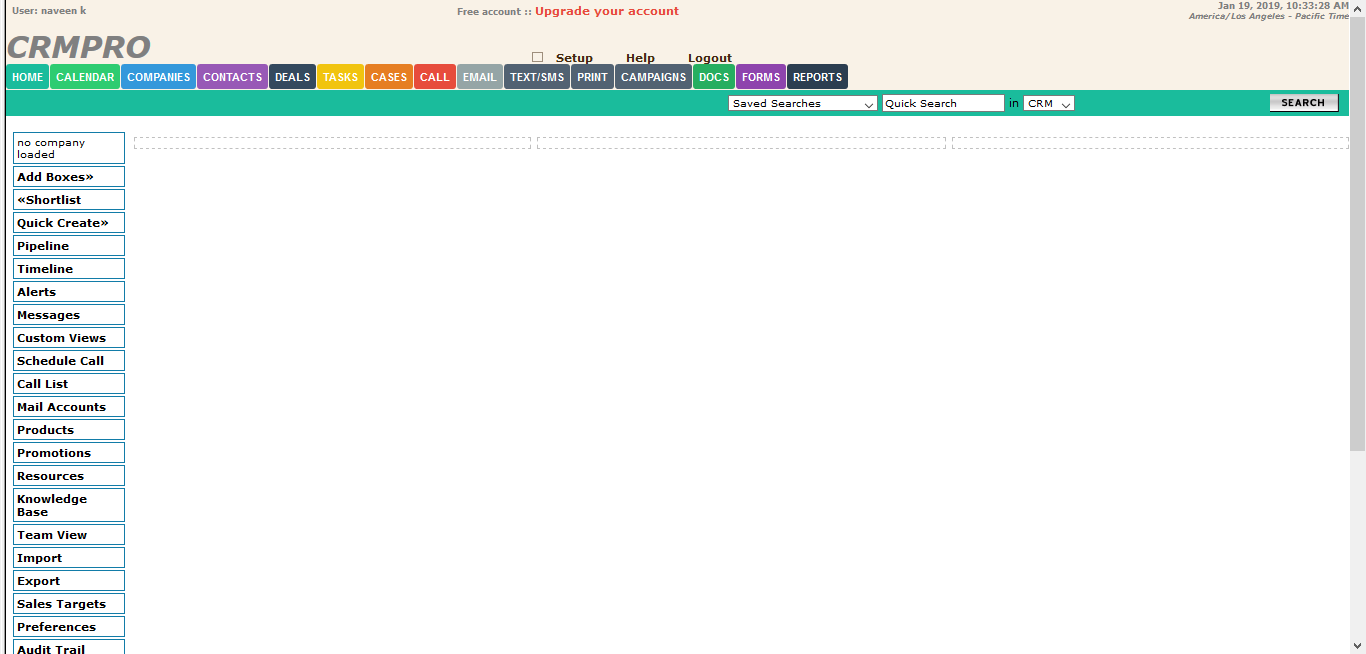 User: naveen k
Free account :: Upgrade your account
Jan 19, 2019, 10:33:28 AM
America/Los Angeles - Pacific Time
CRMPRO
Setup Help Logout
HOME CALENDAR COMPANIES CONTACTS DEALS TASKS CASES CALL EMAIL TEXT/SMS PRINT CAMPAIGNS DOCS FORMS REPORTS
Saved Searches Quick Search in CRM SEARCH
no company
loaded
Add Boxes»
«Shortlist
Quick Create»
Pipeline
Timeline
Alerts
Messages
Custom Views
Schedule Call
Call List
Mail Accounts
Products
Promotions
Resources
Knowledge
Base
Team View
Import
Export
Sales Targets
Preferences
Audit Trail